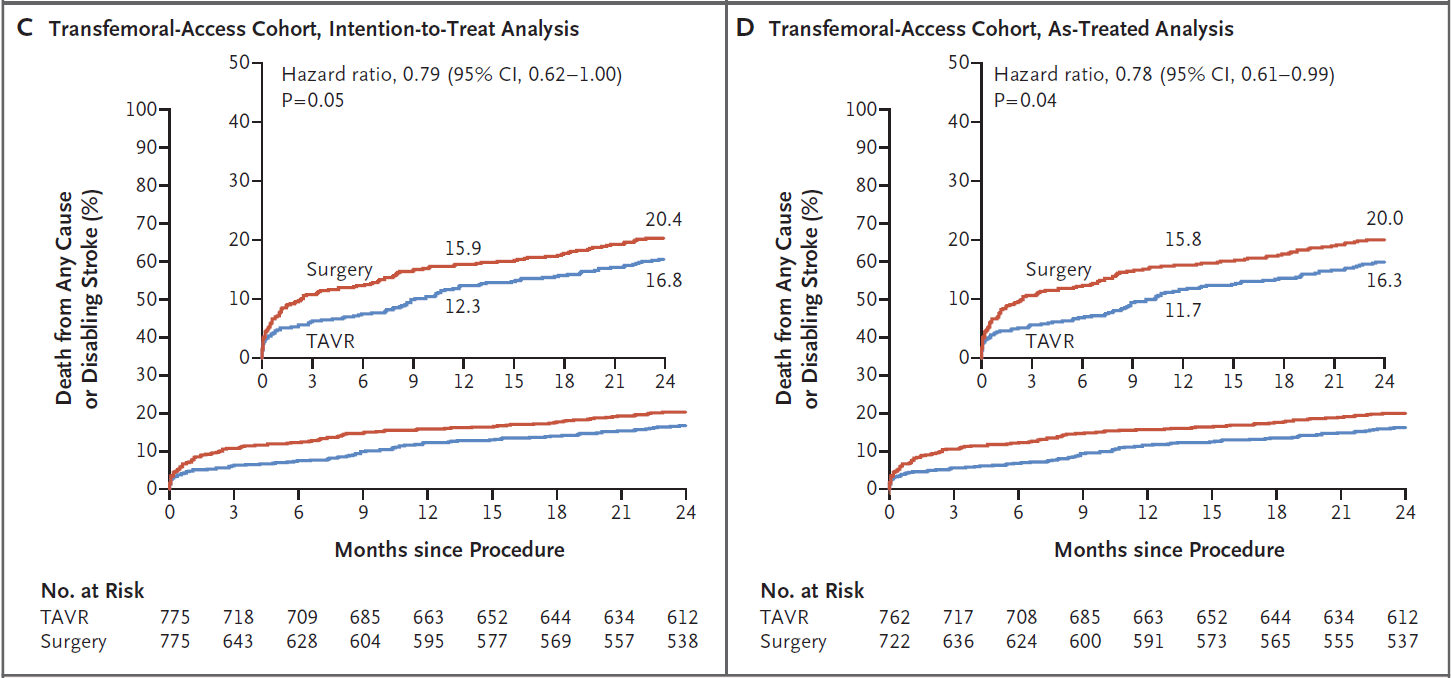 C Transfemoral-Access Cohort, Intention-to-Treat Analysis
50
Hazard ratio, 0.79 (95% CI, 0.62–1.00)
P=0.05
100
40
90
80
30
70
20.4
20
15.9
60
Surgery
16.8
50
10
12.3
40
TAVR
0
30
0 3 6 9 12 15 18 21 24
20
10
0
0 3 6 9 12 15 18 21 24
Death from Any Cause
or Disabling Stroke (%)
Months since Procedure
No. at Risk
TAVR 775 718 709 685 663 652 644 634 612
Surgery 775 643 628 604 595 577 569 557 538
D Transfemoral-Access Cohort, As-Treated Analysis
50
Hazard ratio, 0.78 (95% CI, 0.61–0.99)
P=0.04
100
40
90
80
30
70
20.0
20
15.8
60
Surgery
16.3
50
10
11.7
40
TAVR
0
30
0 3 6 9 12 15 18 21 24
20
10
0
0 3 6 9 12 15 18 21 24
Death from Any Cause
or Disabling Stroke (%)
Months since Procedure
No. at Risk
TAVR 762 717 708 685 663 652 644 634 612
Surgery 722 636 624 600 591 573 565 555 537